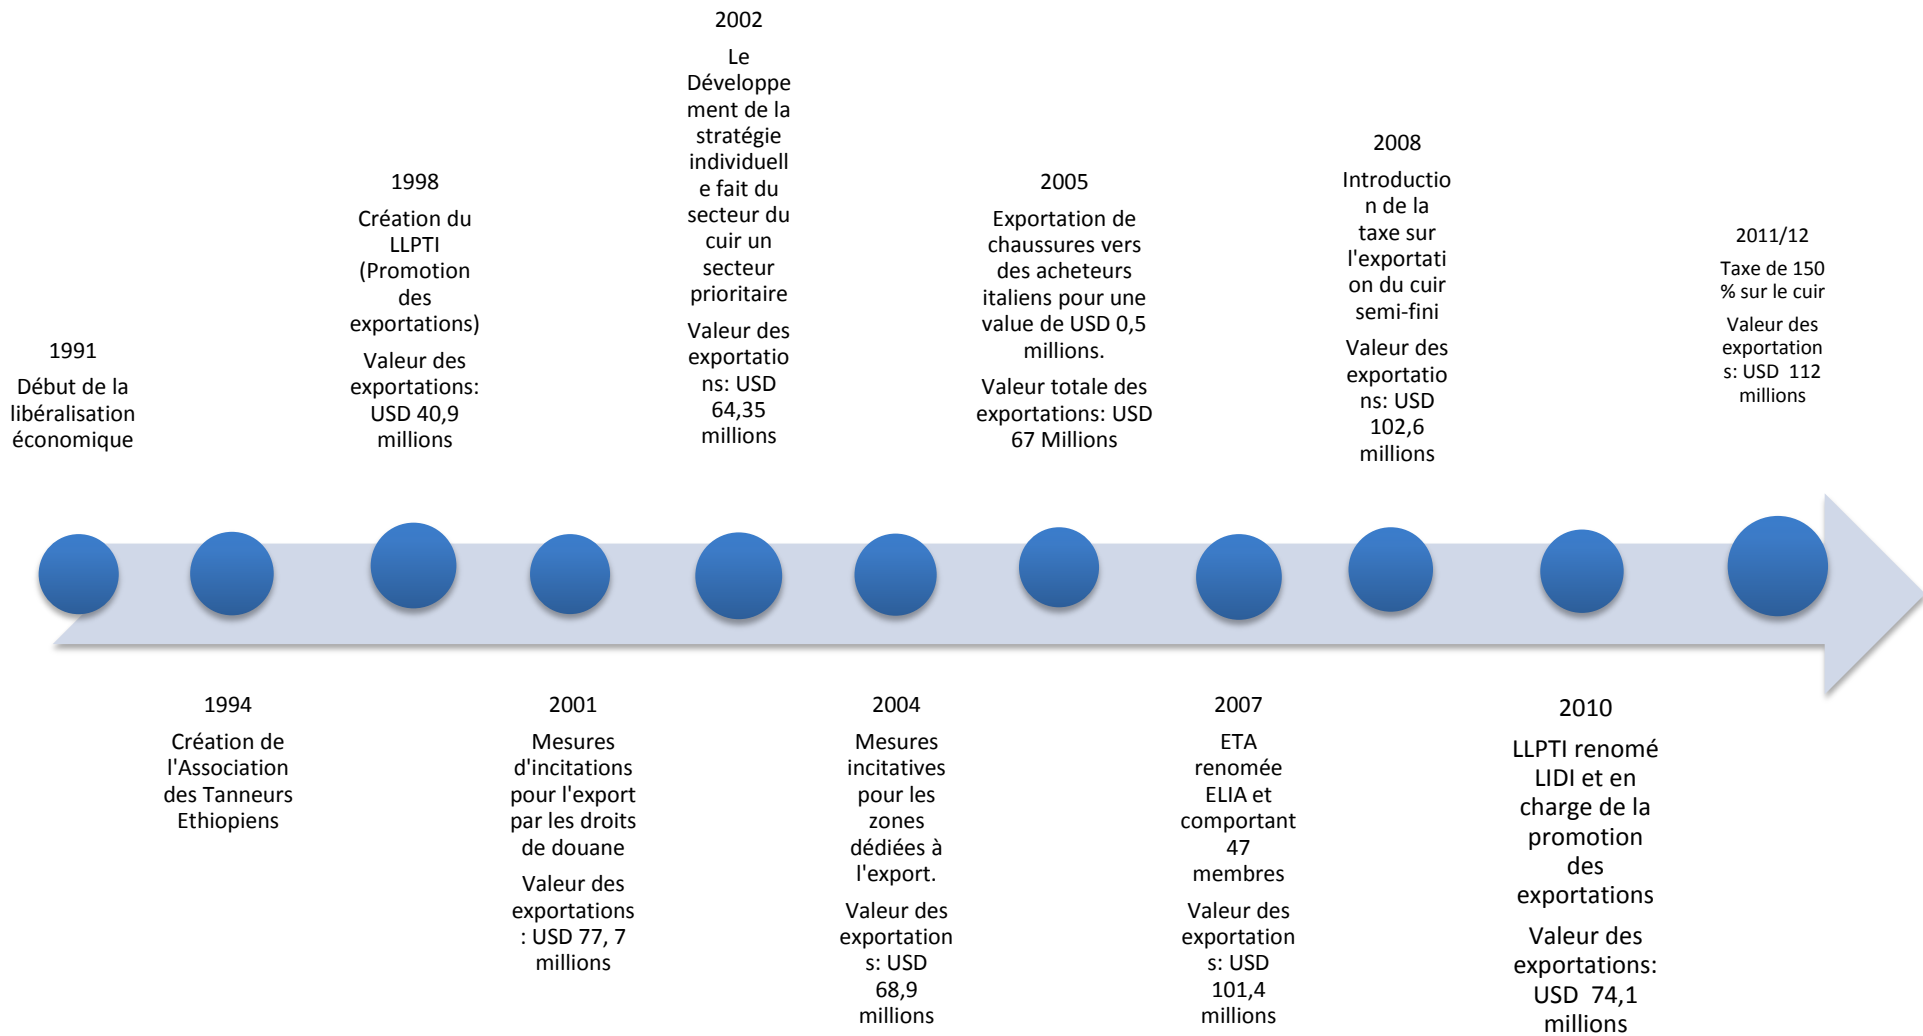 1991
Début de la
libéralisation
économique
1994
Création de
l'Association
des Tanneurs
Ethiopiens
1998
Création du
LLPTI
(Promotion
des
exportations)
Valeur des
exportations:
USD 40,9
millions
2001
Mesures
d'incitations
pour l'export
par les droits
de douane
Valeur des
exportations
: USD 77, 7
millions
2002
Le
Développe
ment de la
stratégie
individuell
e fait du
secteur du
cuir un
secteur
prioritaire
Valeur des
exportatio
ns: USD
64,35
millions
2004
Mesures
incitatives
pour les
zones
dédiées à
l'export.
Valeur des
exportation
s: USD
68,9
millions
2005
Exportation de
chaussures vers
des acheteurs
italiens pour une
value de USD 0,5
millions.
Valeur totale des
exportations: USD
67 Millions
2007
ETA
renomée
ELIA et
comportant
47
membres
Valeur des
exportation
s: USD
101,4
millions
2008
Introductio
n de la
taxe sur
l'exportati
on du cuir
semi-fini
Valeur des
exportatio
ns: USD
102,6
millions
2010
LLPTI renomé
LIDI et en
charge de la
promotion
des
exportations
Valeur des
exportations:
USD 74,1
millions
2011/12
Taxe de 150
% sur le cuir
Valeur des
exportation
s: USD 112
millions